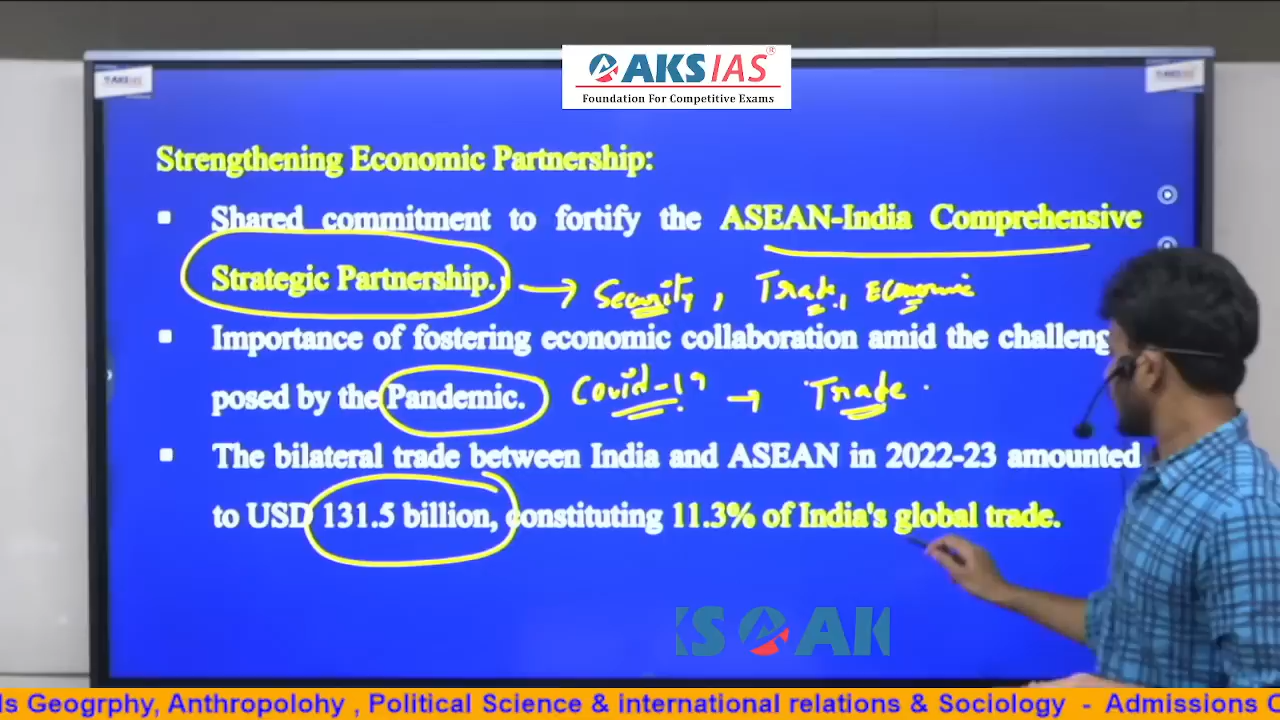 AKS IAS®
Foundation For Competitive Exams
Strengthening Economic Partnership:
▪ Shared commitment to fortify the ASEAN-India Comprehensive
Strategic Partnership. → Security, Trade, Economic
▪ Importance of fostering economic collaboration amid the challeng
posed by the Pandemic. Covid-19 → Trade.
▪ The bilateral trade between India and ASEAN in 2022-23 amounted
to USD 131.5 billion, constituting 11.3% of India's global trade.
KS AK
ls Geogrphy, Anthropolohy , Political Science & international relations & Sociology - Admissions O